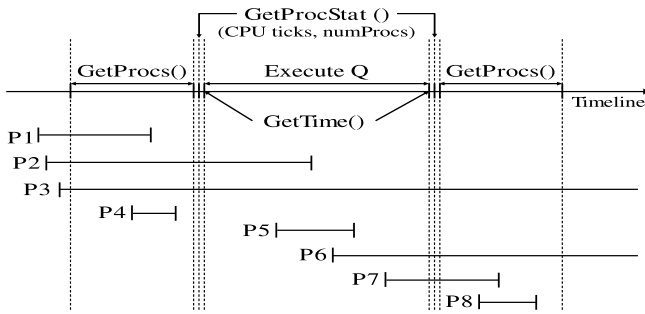 GetProcStat ()
(CPU ticks, numProcs)
GetProcs()
Execute Q
GetProcs()
Timeline
GetTime()
P1
P2
P3
P4
P5
P6
P7
P8